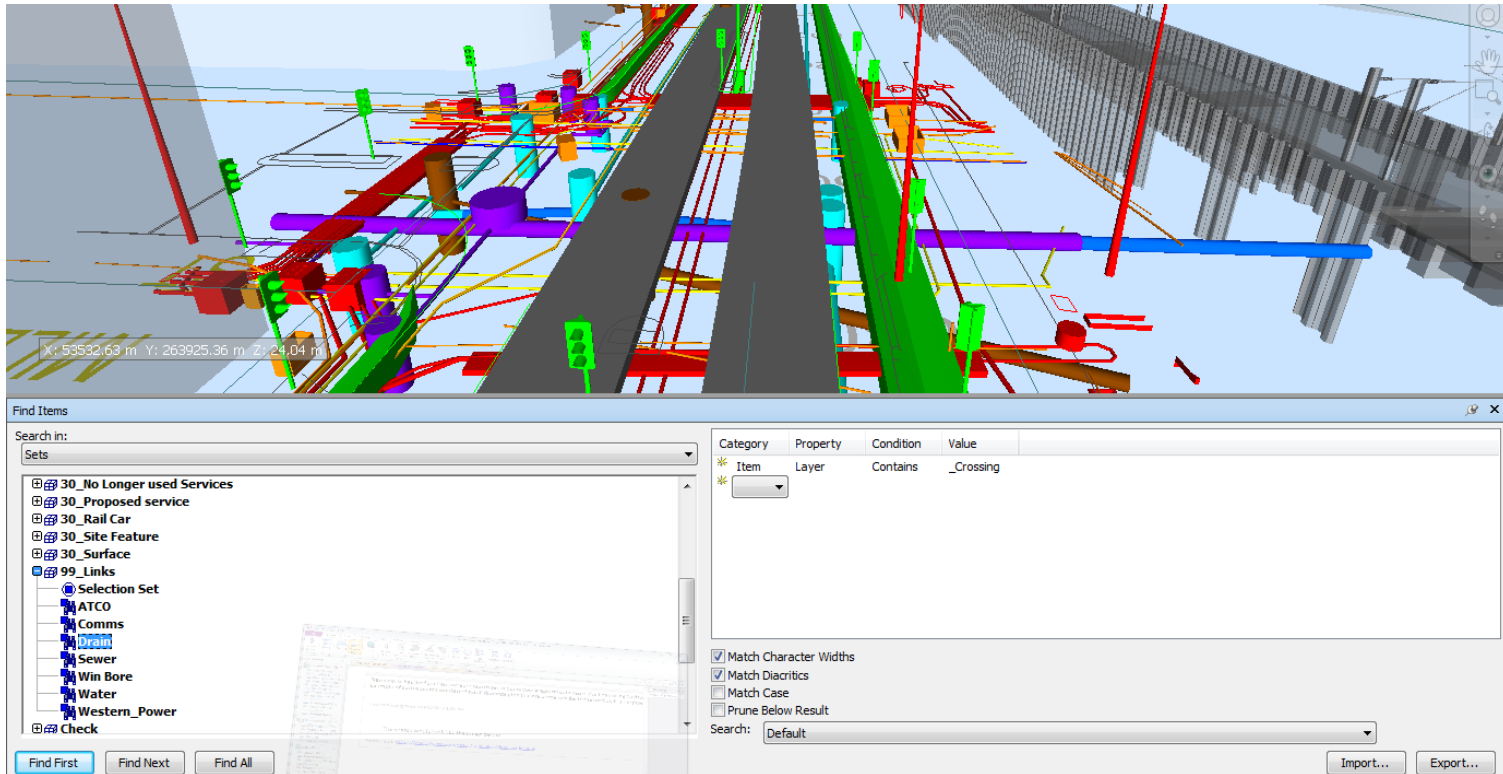 X: 53532.63 m Y: 263925.36 m Z: 24.04 m
Find Items
Search in:
Sets
30_No Longer used Services
30_Proposed service
30_Rail Car
30_Site Feature
30_Surface
99_Links
Selection Set
ATCO
Comms
Drain
Sewer
Win Bore
Water
Western_Power
Check
Find First Find Next Find All
Category Property Condition Value
Item Layer Contains _Crossing
Match Character Widths
Match Diacritics
Match Case
Prune Below Result
Search: Default
Import... Export...